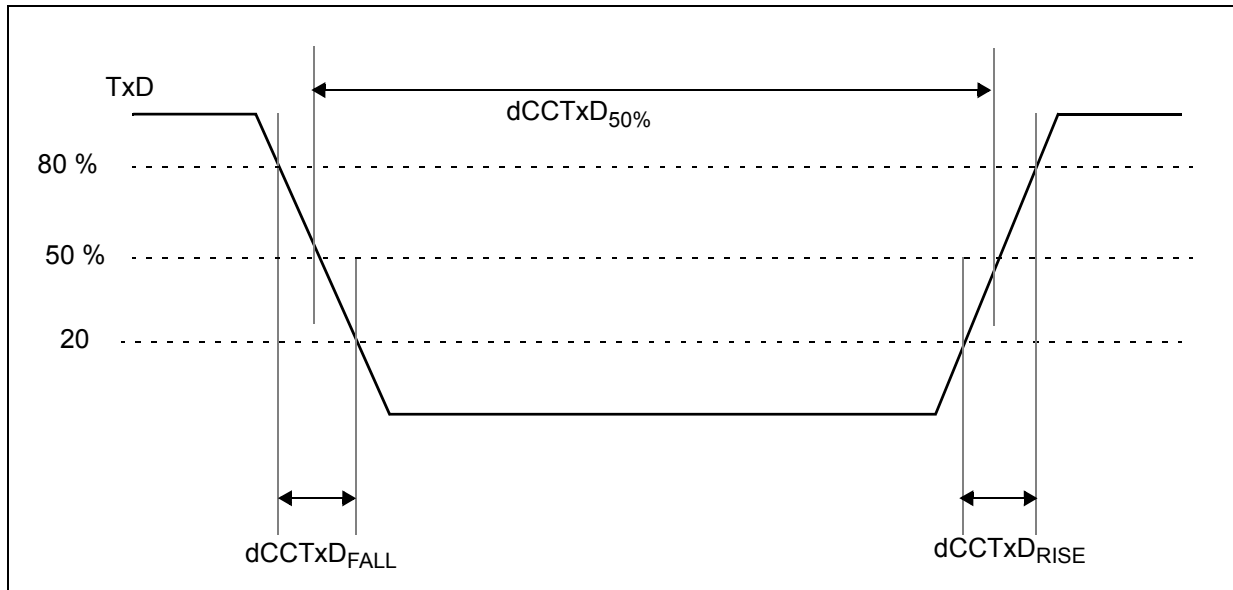 TxD
dCCTxD50%
80 %
50 %
20
dCCTxDFALL
dCCTxDRISE